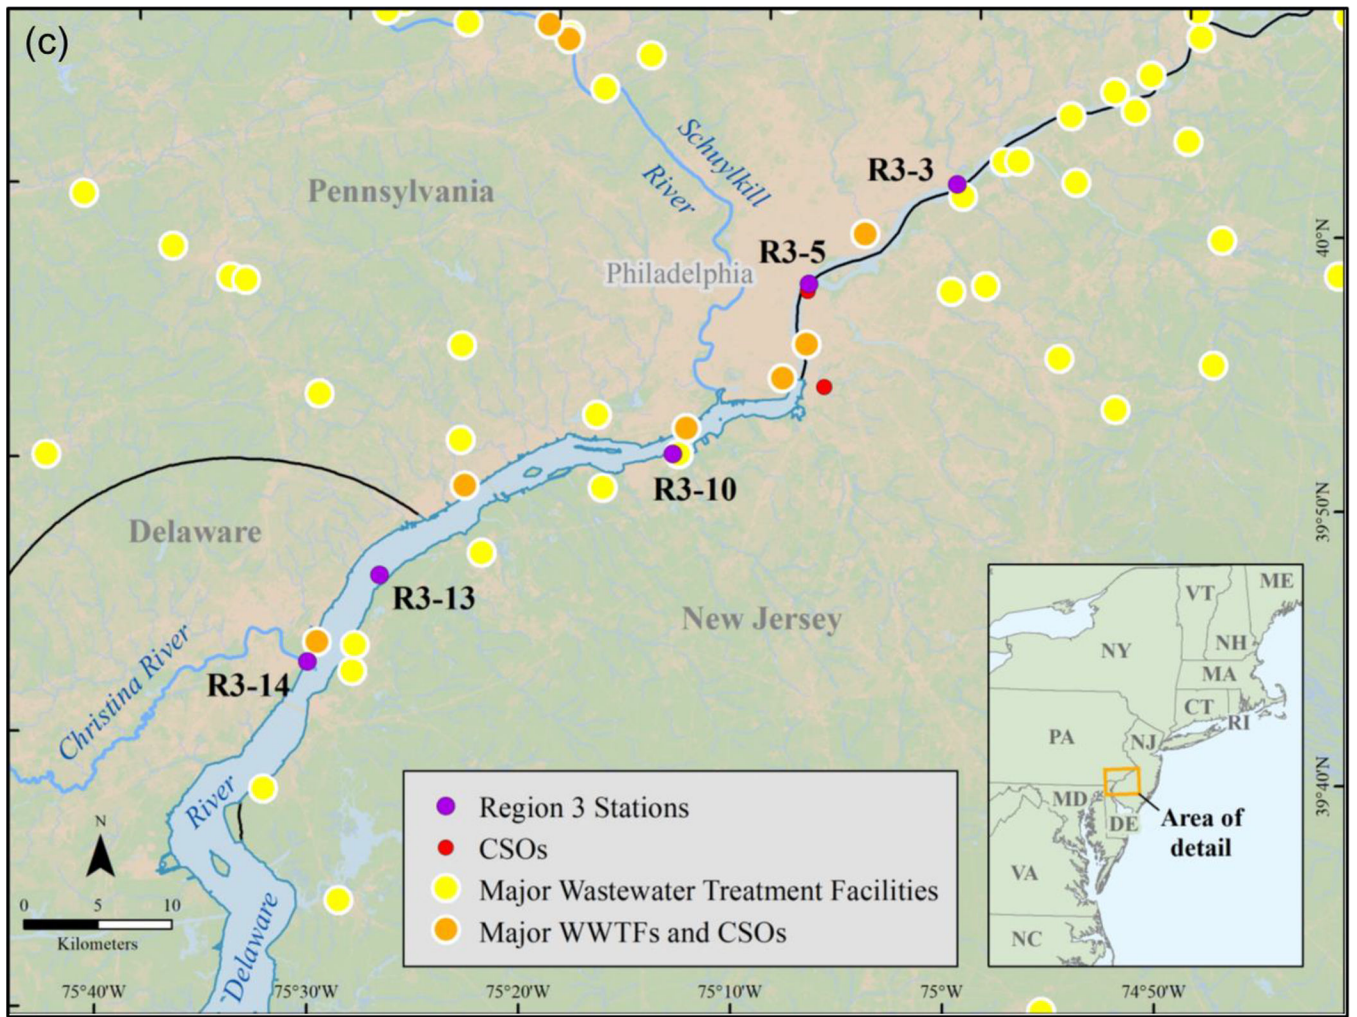 (c)
Schuylkill
River
R3-3
Pennsylvania
40°N
R3-5
Philadelphia
R3-10
39°50'N
Delaware
R3-13
New Jersey
VT
ME
NH
NY
MA
R3-14
CT
RI
Christina River
PA
NJ
MD
Area of
detail
DE
VA
NC
River
Delaware
39°40'N
Region 3 Stations
CSOs
Major Wastewater Treatment Facilities
Major WWTFs and CSOs
N
0 5 10
Kilometers
75°40'W 75°30'W 75°20'W 75°10'W 75°W 74°50'W